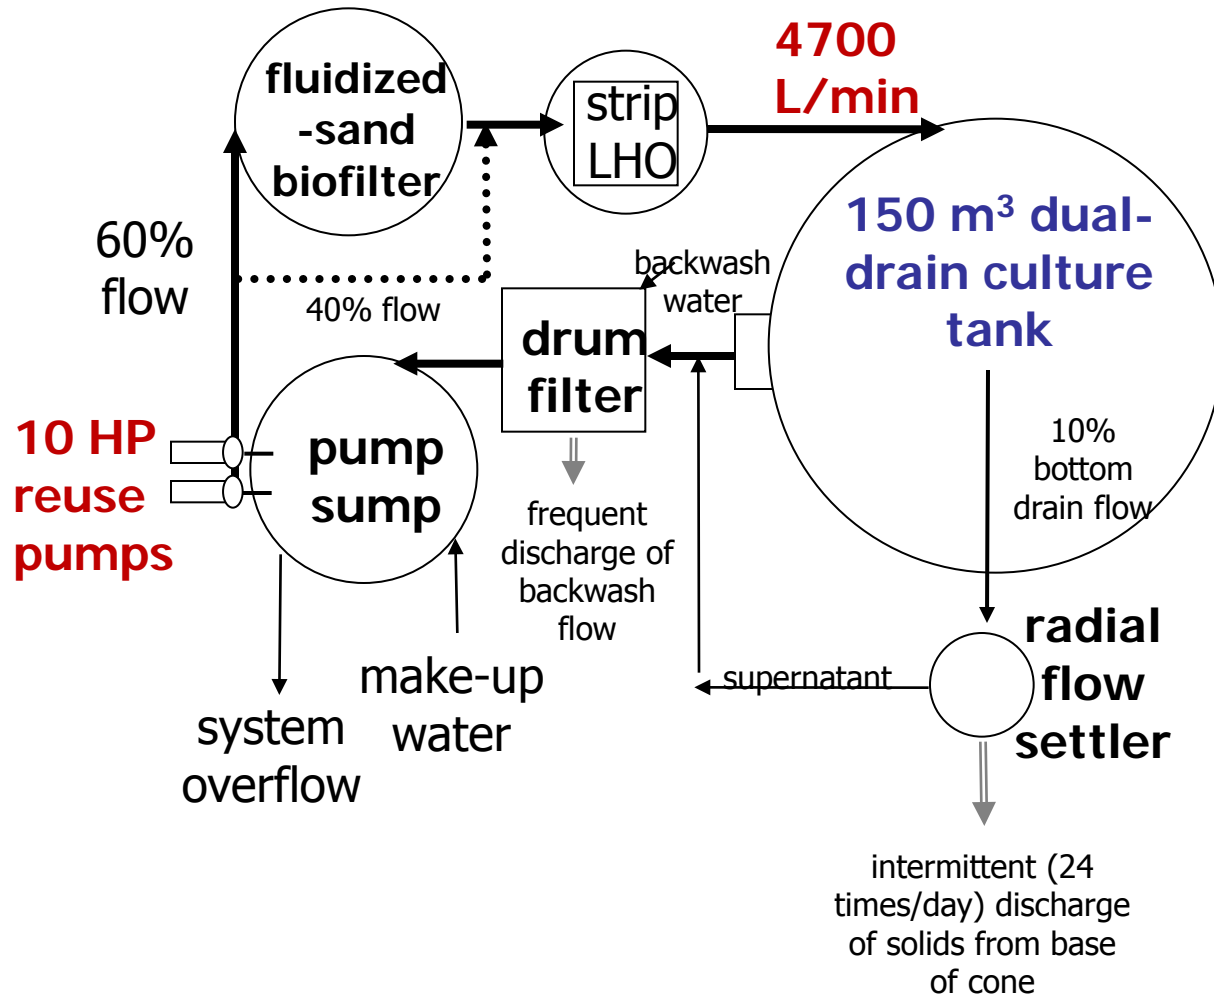 fluidized
-sand
biofilter
strip
LHO
4700
L/min
150 m³ dual-
drain culture
tank
60%
flow
40% flow
backwash
water
drum
filter
10 HP
reuse
pumps
pump
sump
10%
bottom
drain flow
frequent
discharge of
backwash
flow
make-up
water
system
overflow
supernatant
radial
flow
settler
intermittent (24
times/day) discharge
of solids from base
of cone